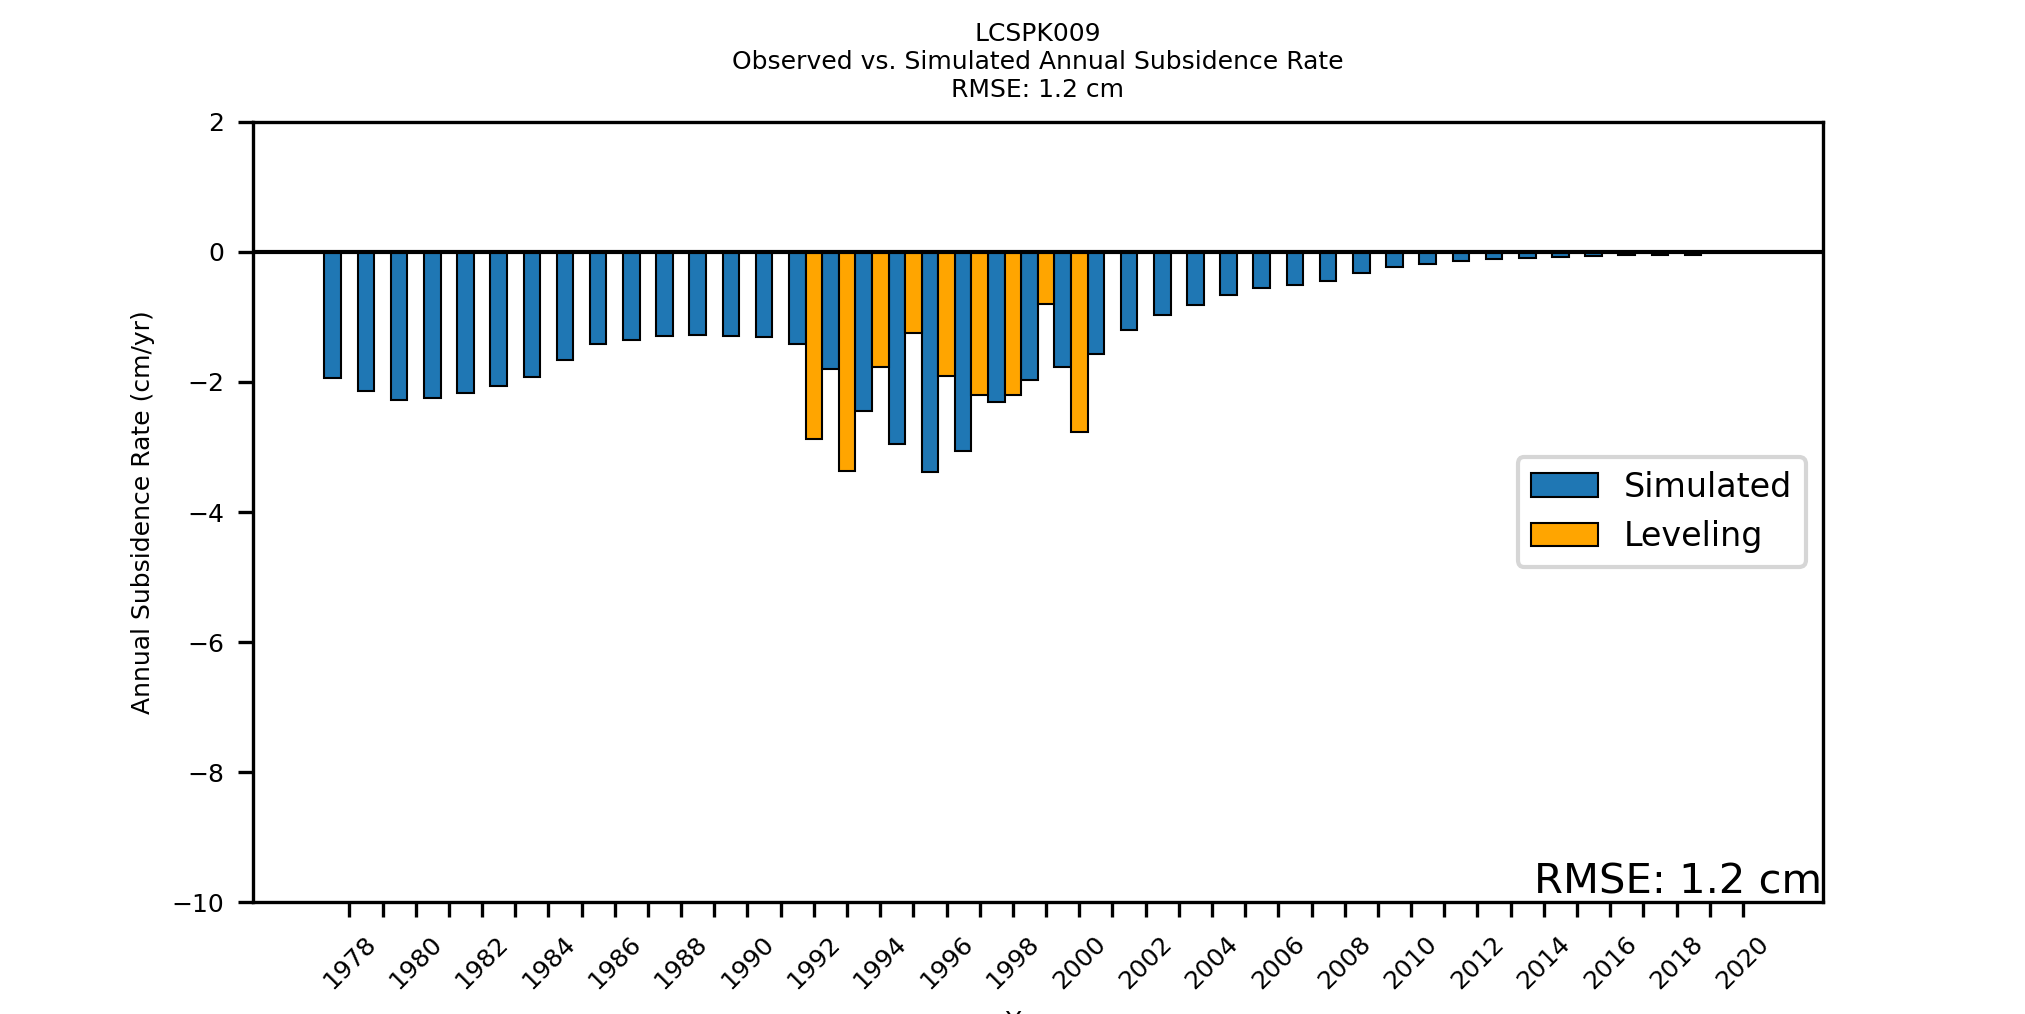 LCSPK009
Observed vs. Simulated Annual Subsidence Rate
RMSE: 1.2 cm
Annual Subsidence Rate (cm/yr)
2
0
−2
−4
−6
−8
−10
Simulated
Leveling
RMSE: 1.2 cm
1978 1980 1982 1984 1986 1988 1990 1992 1994 1996 1998 2000 2002 2004 2006 2008 2010 2012 2014 2016 2018 2020